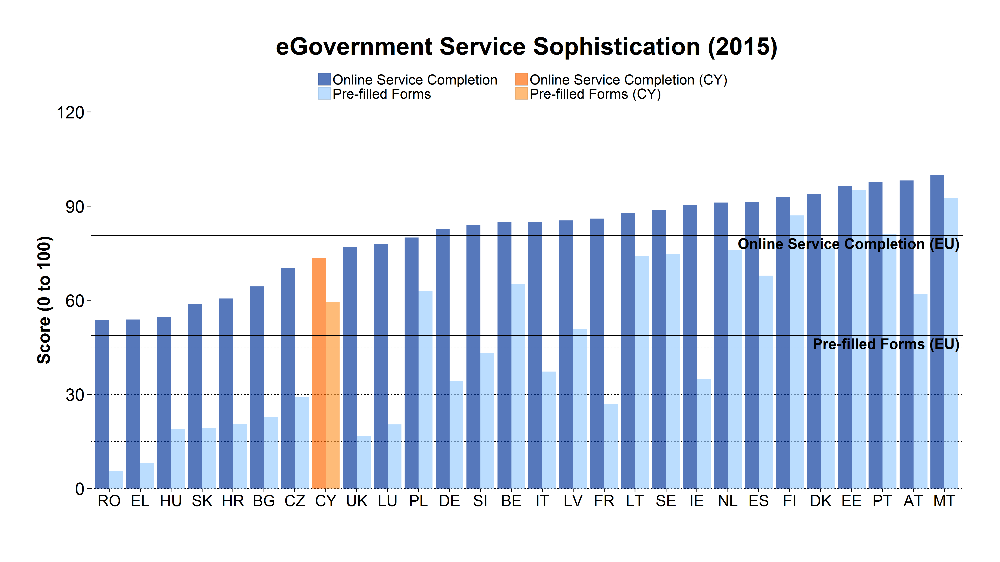 eGovernment Service Sophistication (2015)
Online Service Completion
Online Service Completion (CY)
Pre-filled Forms
Pre-filled Forms (CY)
Score (0 to 100)
120
90
60
30
0
Online Service Completion (EU)
Pre-filled Forms (EU)
RO EL HU SK HR BG CZ CY UK LU PL DE SI BE IT LV FR LT SE IE NL ES FI DK EE PT AT MT